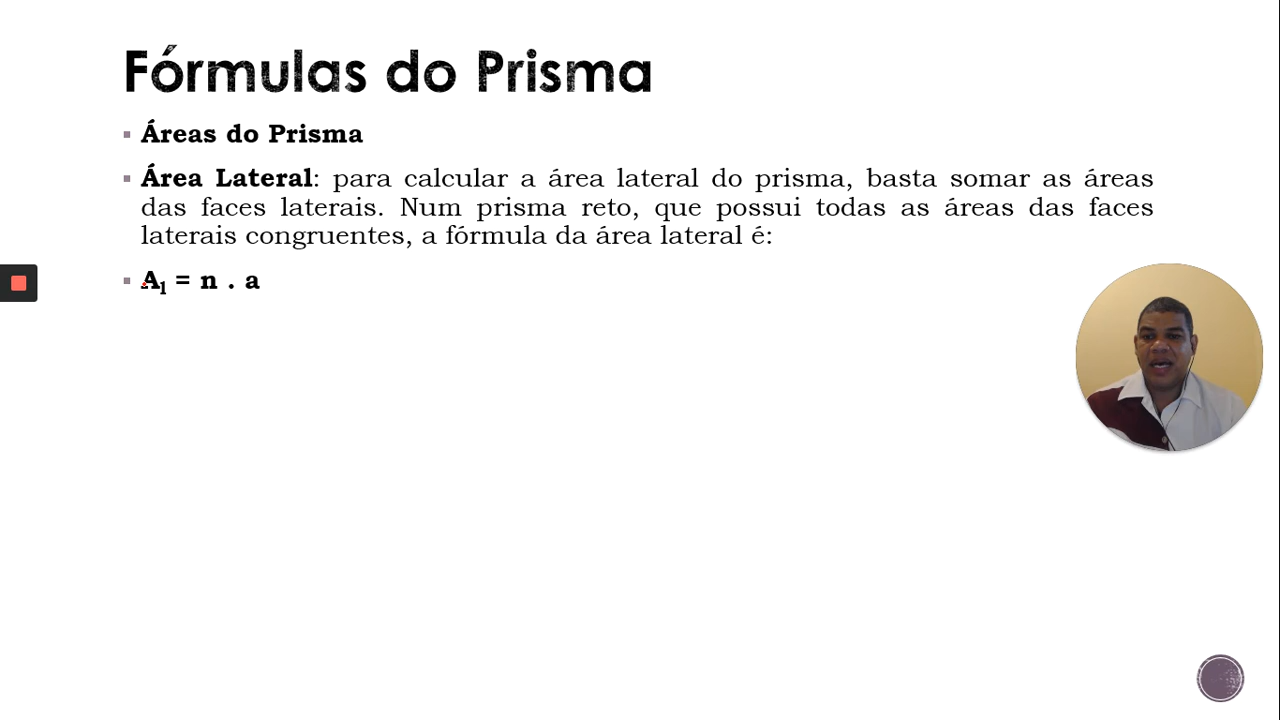 Fórmulas do Prisma
Áreas do Prisma
Área Lateral: para calcular a área lateral do prisma, basta somar as áreas
das faces laterais. Num prisma reto, que possui todas as áreas das faces
laterais congruentes, a fórmula da área lateral é:
Al = n . a